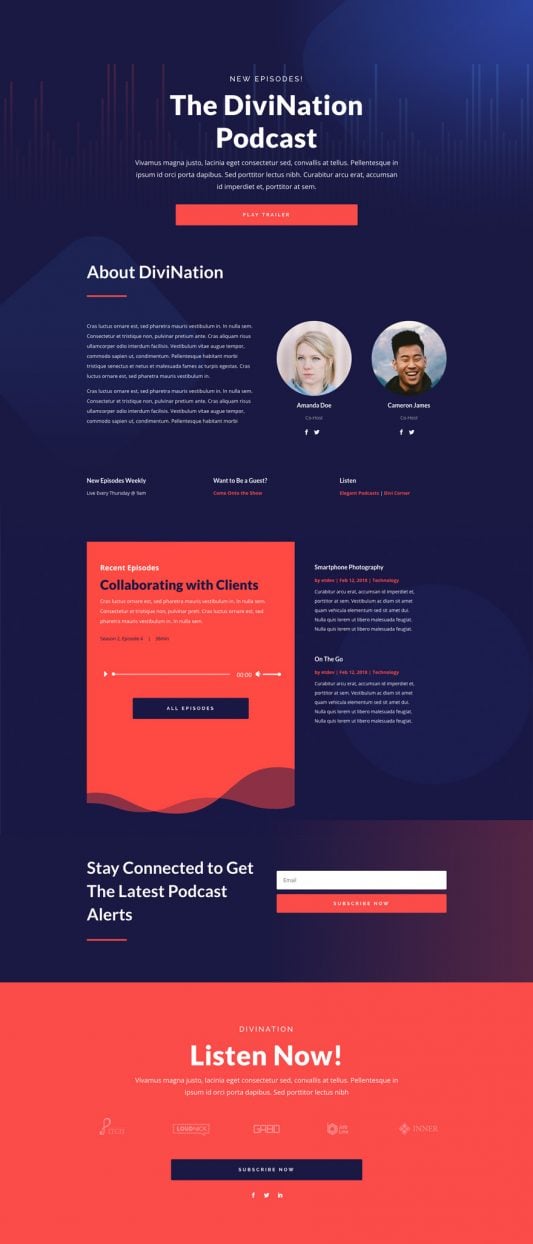 NEW EPISODES!
The DiviNation
Podcast
Vivamus magna justo, lacinia eget consectetur sed, convallis at tellus. Pellentesque in
ipsum id orci porta dapibus. Sed porttitor lectus nibh. Curabitur arcu erat, accumsan
id imperdiet et, porttitor at sem.
PLAY TRAILER
About DiviNation
Cras luctus ornare est, sed pharetra mauris vestibulum in. In nulla sem.
Consectetur et tristique non, pulvinar pretium ante. Cras aliquam risus
ullamcorper odio interdum facilisis. Vestibulum vitae augue tempor,
commodo sapien ut, condimentum. Pellentesque habitant morbi
tristique senectus et netus et malesuada fames ac turpis egestas. Cras
luctus ornare est, sed pharetra mauris vestibulum in.
Cras luctus ornare est, sed pharetra mauris vestibulum in. In nulla sem.
Consectetur et tristique non, pulvinar pretium ante. Cras aliquam risus
ullamcorper odio interdum facilisis. Vestibulum vitae augue tempor,
commodo sapien ut, condimentum. Pellentesque habitant morbi
Amanda Doe
Co-Host
Cameron James
Co-Host
New Episodes Weekly
Live Every Thursday @ 9am
Want to Be a Guest?
Come Onto the Show
Listen
Elegant Podcasts | Divi Corner
Recent Episodes
Collaborating with Clients
Cras luctus ornare est, sed pharetra mauris vestibulum in. In nulla sem.
Consectetur et tristique non, pulvinar preti. Cras luctus ornare est, sed
pharetra mauris vestibulum in. In nulla sem.
Season 2, Episode 4 | 36min
00:00
ALL EPISODES
Smartphone Photography
by etdev | Feb 12, 2018 | Technology
Curabitur arcu erat, accumsan id imperdiet et,
porttitor at sem. Vestibulum ac diam sit amet
quam vehicula elementum sed sit amet dui.
Nulla quis lorem ut libero malesuada feugiat.
Nulla quis lorem ut libero malesuada feugiat.
On The Go
by etdev | Feb 12, 2018 | Technology
Curabitur arcu erat, accumsan id imperdiet et,
porttitor at sem. Vestibulum ac diam sit amet
quam vehicula elementum sed sit amet dui.
Nulla quis lorem ut libero malesuada feugiat.
Nulla quis lorem ut libero malesuada feugiat.
Stay Connected to Get
The Latest Podcast
Alerts
Email
SUBSCRIBE NOW
DIVINATION
Listen Now!
Vivamus magna justo, lacinia eget consectetur sed, convallis at tellus. Pellentesque in
ipsum id orci porta dapibus. Sed porttitor lectus nibh
LOUDNICK
INNER
SUBSCRIBE NOW